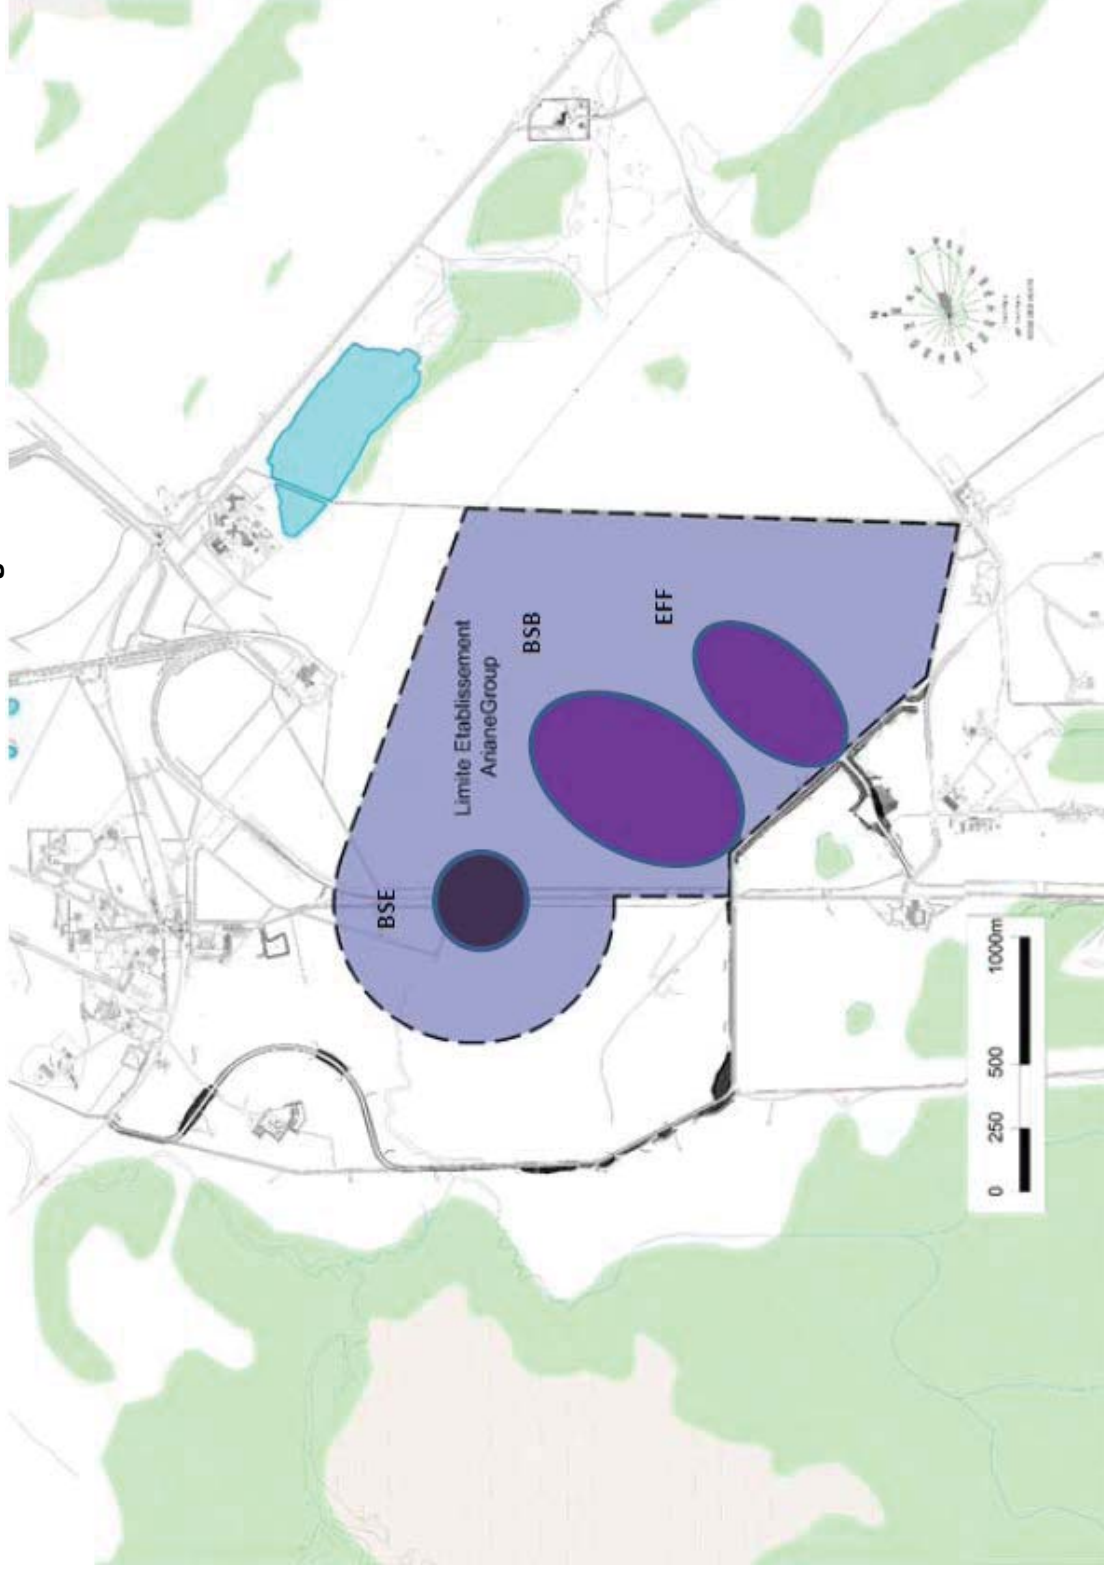 BSE
Limite Etablissement
ArianeGroup
BSB
EFF
0 250 500 1000m